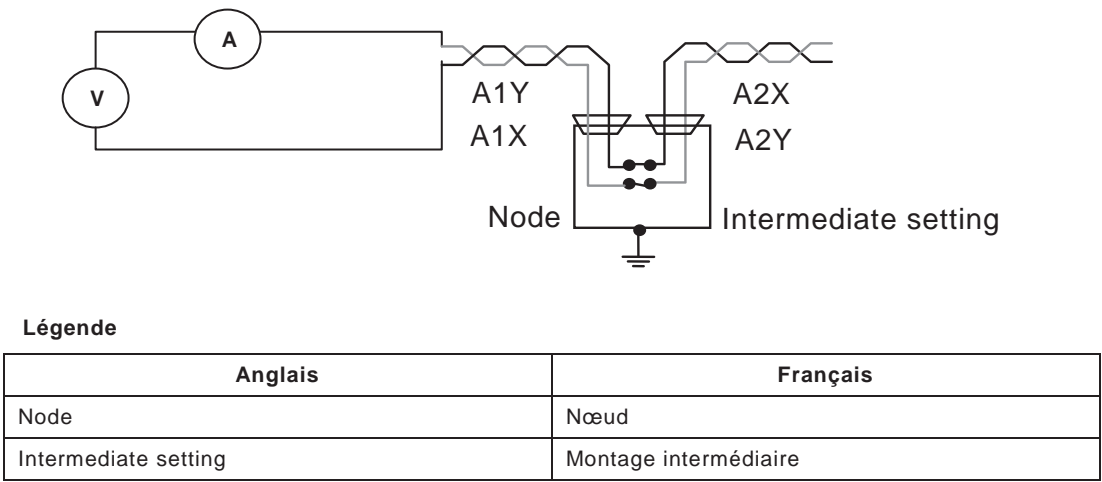 A
V
A1Y
A1X
A2X
A2Y
Node
Intermediate setting
Légende
Anglais Français
Node Nœud
Intermediate setting Montage intermédiaire